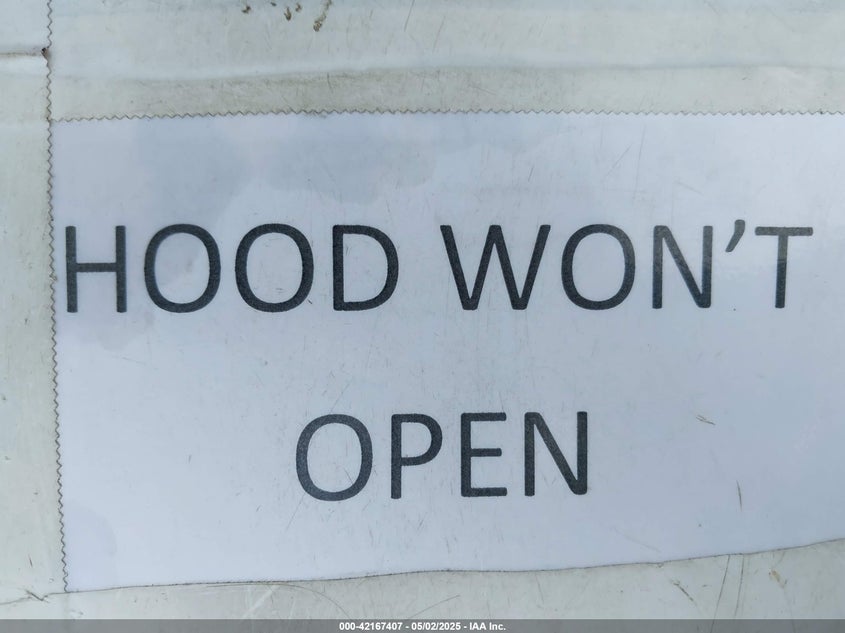 HOOD WON’T
OPEN
000-42167407 - 05/02/2025 - IAA Inc.